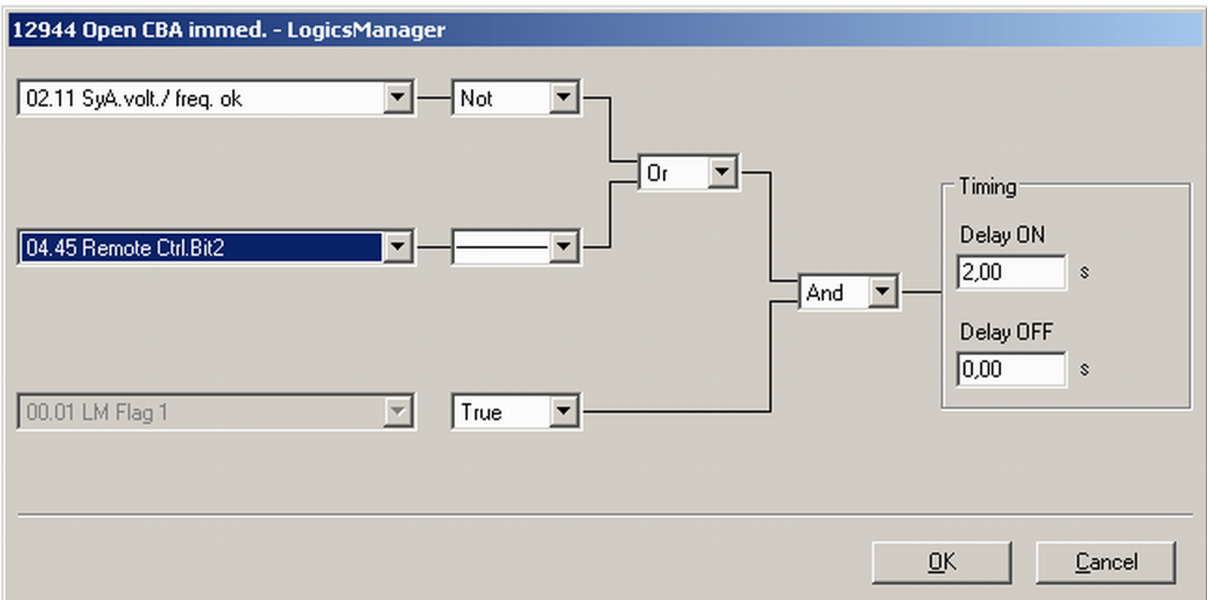 12944 Open CBA immed. - LogicsManager
02.11 SyA.volt./ freq. ok
Not
Or
04.45 Remote Ctrl.Bit2
Timing
Delay ON
2,00 s
And
Delay OFF
0,00 s
00.01 LM Flag 1
True
OK
Cancel